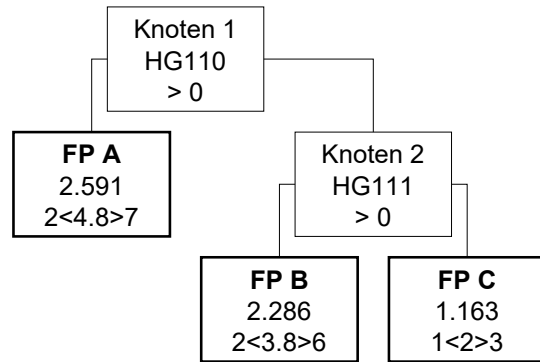 Knoten 1
HG110
> 0
FP A
2.591
2<4.8>7
Knoten 2
HG111
> 0
FP B
2.286
2<3.8>6
FP C
1.163
1<2>3